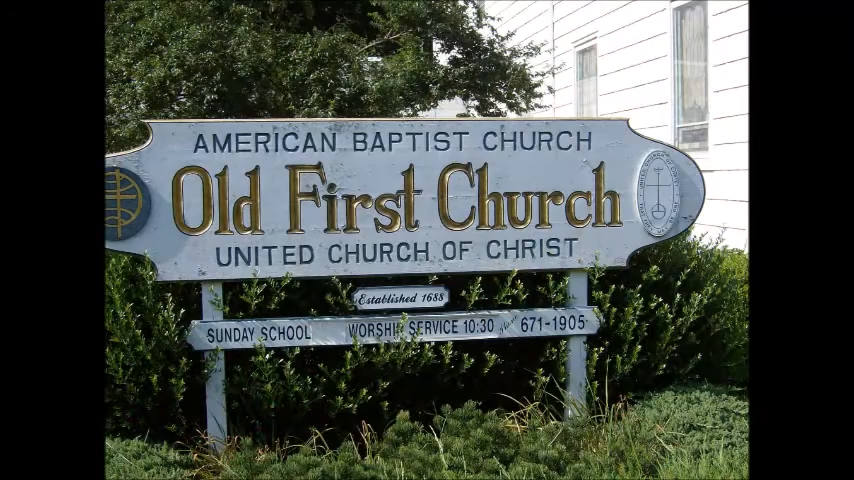 AMERICAN BAPTIST CHURCH
Old First Church
UNITED CHURCH OF CHRIST
Established 1688
SUNDAY SCHOOL WORSHIP SERVICE 10:30 671-1905